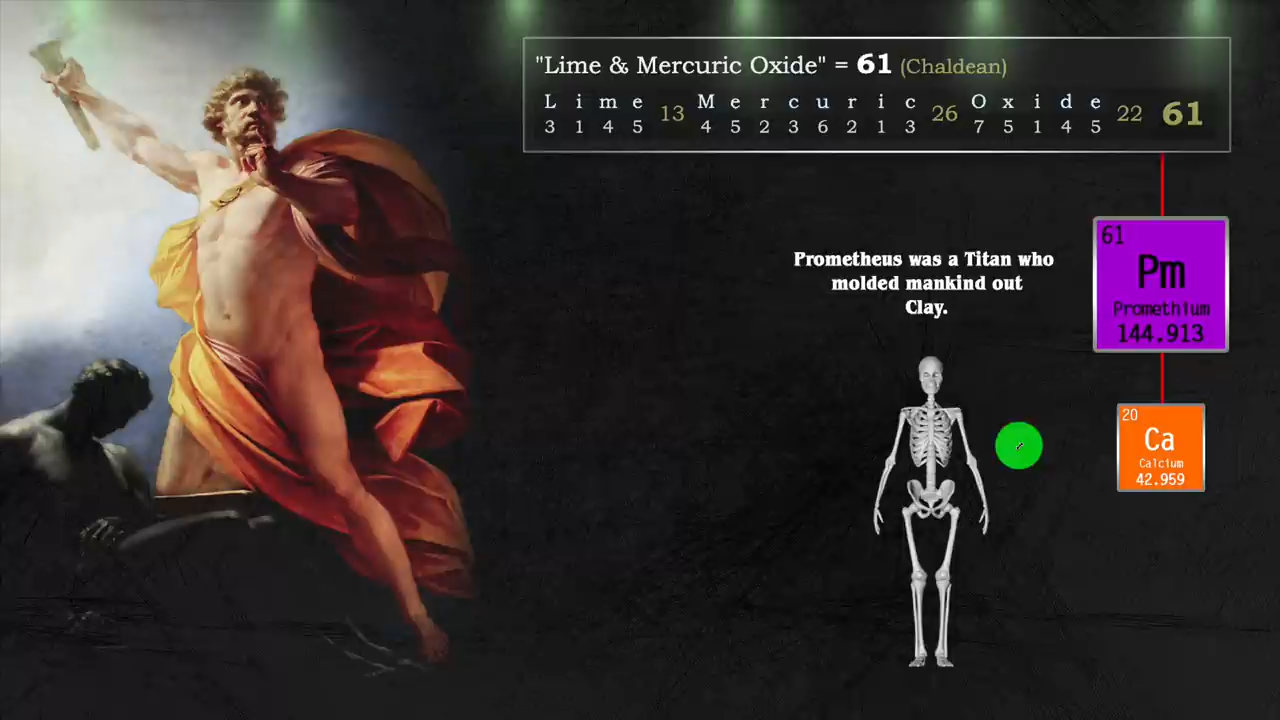 "Lime & Mercuric Oxide" = 61 (Chaldean)
L i m e 13 M e r c u r i c 26 O x i d e 22 61
3 1 4 5 4 5 2 3 6 2 1 3 7 5 1 4 5
61
Pm
Promethium
144.913
Prometheus was a Titan who
molded mankind out
Clay.
20
Ca
Calcium
42.959